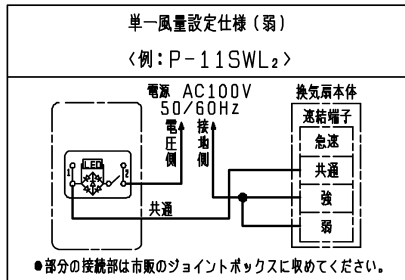 単一風量設定仕様（弱）
〈例：P-11SWL₂〉
電源 AC100V
50/60Hz
電圧側
接地側
換気扇本体
速結端子
急速
共通
強
弱
LED
1
2
共通
●部分の接続部は市販のジョイントボックスに収めてください。